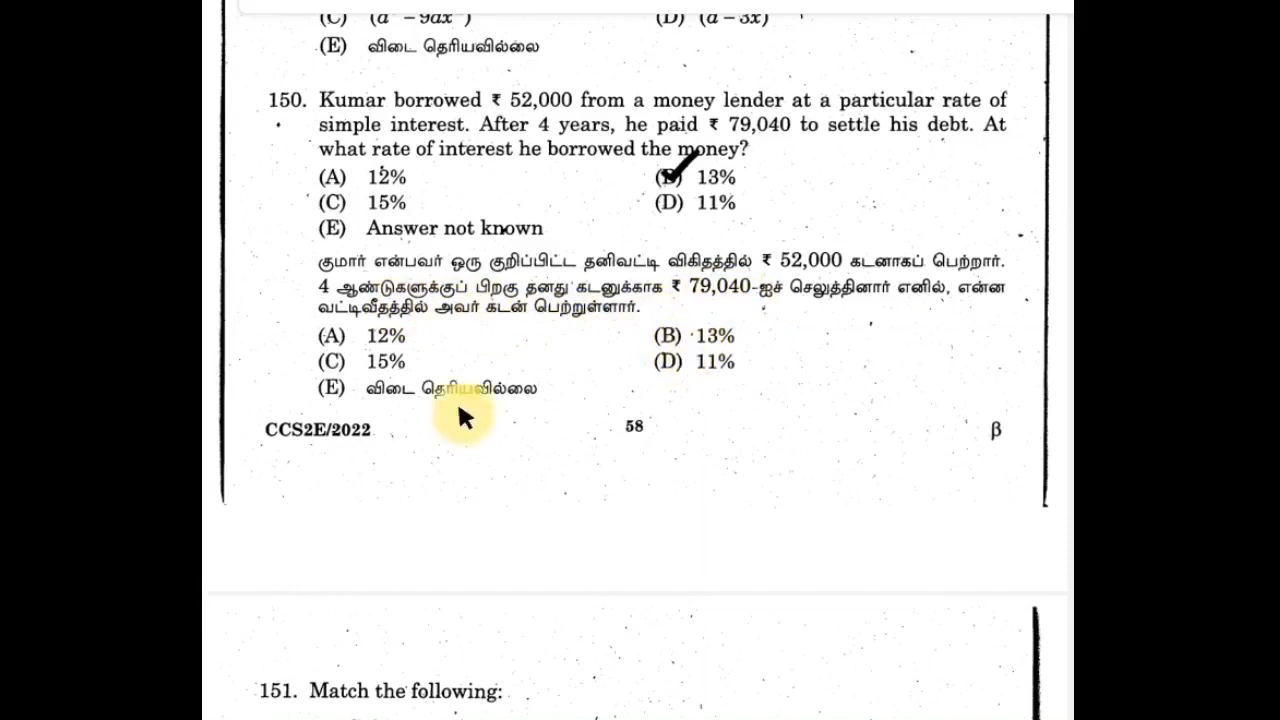 (C) (a – 9ax ) (D) (a – 3x)
(E) விடை தெரியவில்லை
150. Kumar borrowed ₹ 52,000 from a money lender at a particular rate of
simple interest. After 4 years, he paid ₹ 79,040 to settle his debt. At
what rate of interest he borrowed the money?
(A) 12% (B) 13%
(C) 15% (D) 11%
(E) Answer not known
குமார் என்பவர் ஒரு குறிப்பிட்ட தனிவட்டி விகிதத்தில் ₹ 52,000 கடனாகப் பெற்றார்.
4 ஆண்டுகளுக்குப் பிறகு தனது கடனுக்காக ₹ 79,040-ஐச் செலுத்தினார் எனில், என்ன
வட்டிவீதத்தில் அவர் கடன் பெற்றுள்ளார்.
(A) 12% (B) 13%
(C) 15% (D) 11%
(E) விடை தெரியவில்லை
CCS2E/2022 58 β
151. Match the following: